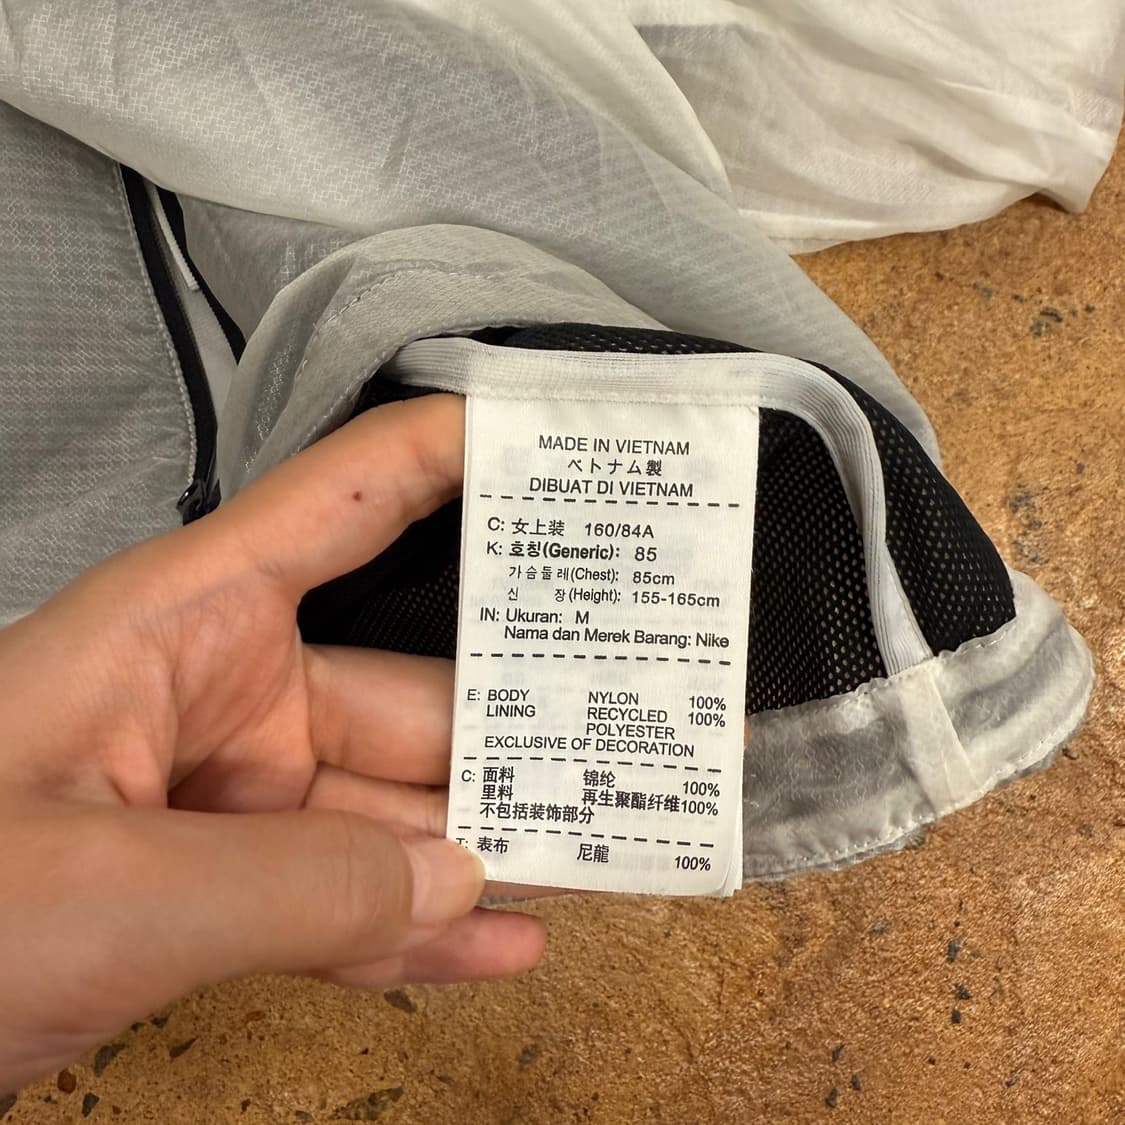 MADE IN VIETNAM
ベトナム製
DIBUAT DI VIETNAM
C: 女上装 160/84A
K: 호칭(Generic): 85
가슴둘레(Chest): 85cm
신 장(Height): 155-165cm
IN: Ukuran: M
Nama dan Merek Barang: Nike
E: BODY NYLON 100%
LINING RECYCLED 100%
POLYESTER
EXCLUSIVE OF DECORATION
C: 面料 锦纶 100%
里料 再生聚酯纤维100%
不包括装饰部分
T: 表布 尼龍 100%